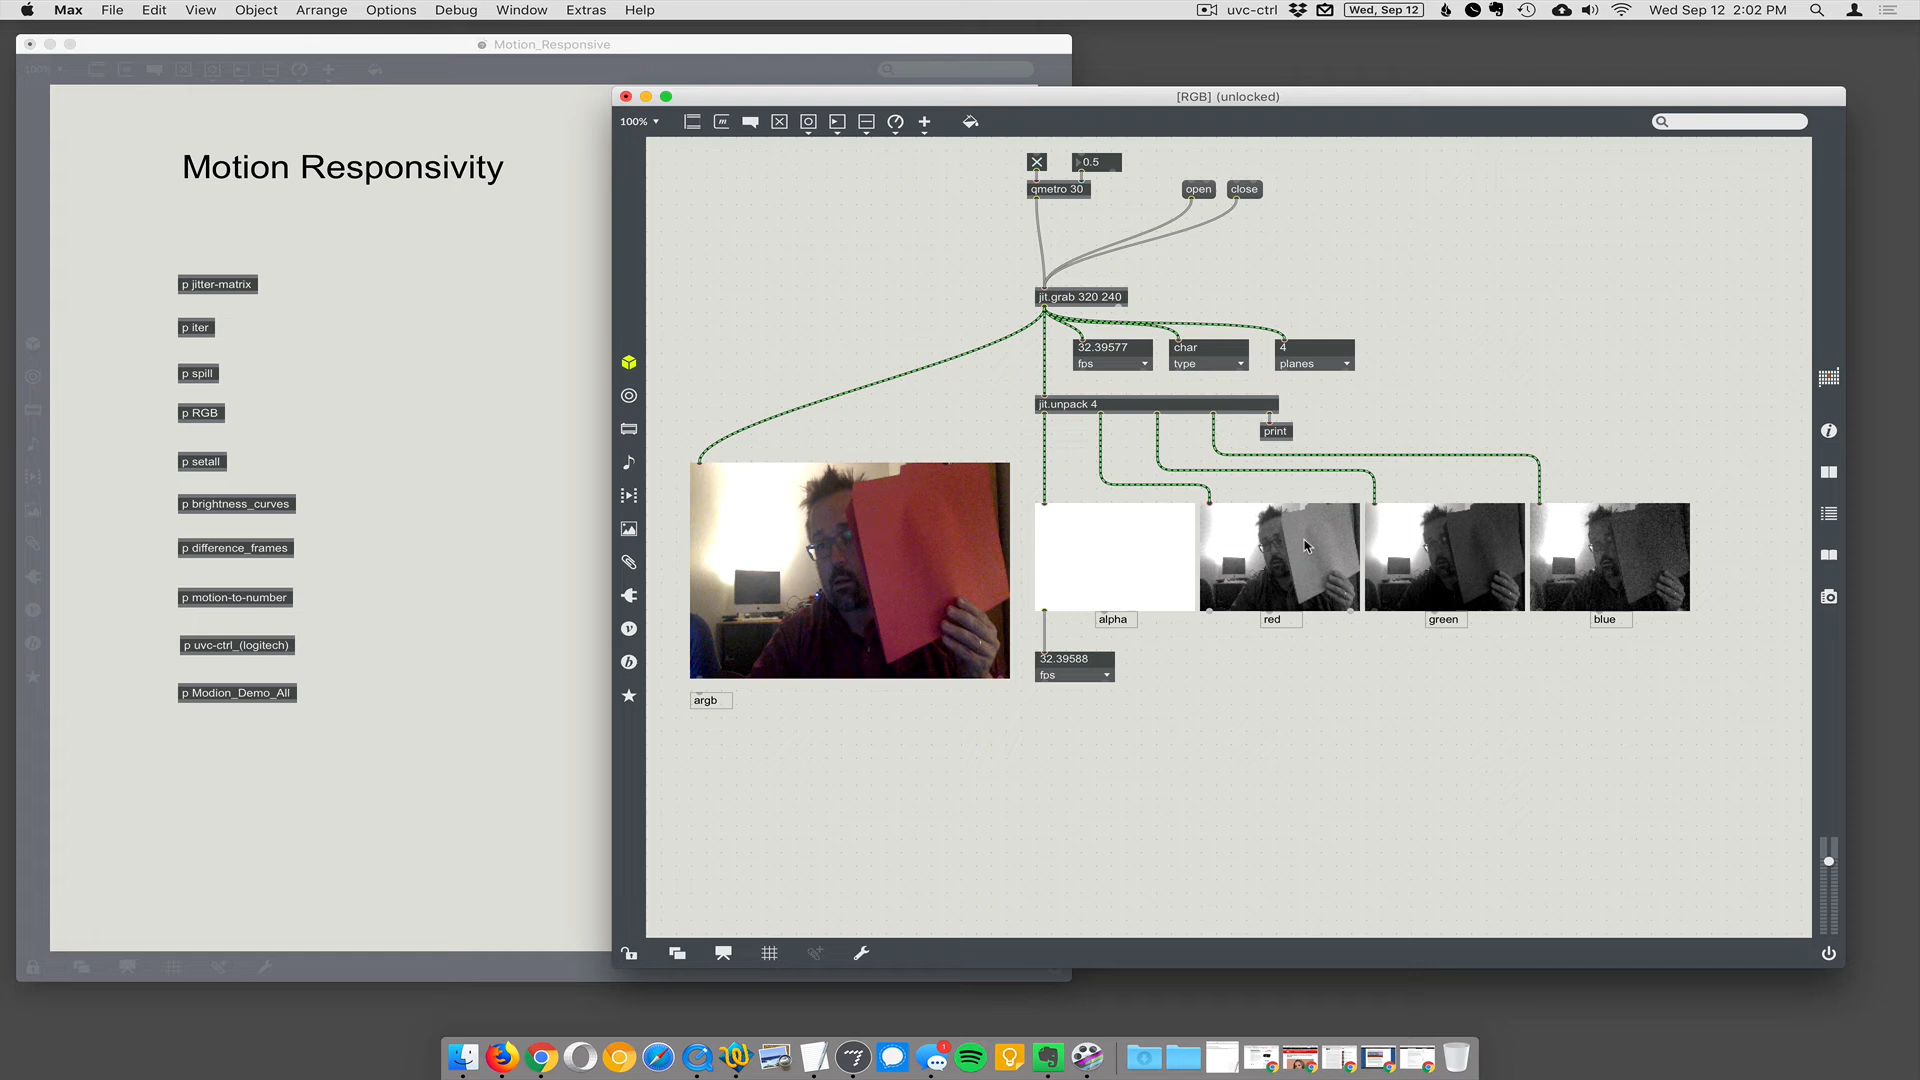 Max File Edit View Object Arrange Options Debug Window Extras Help
uvc-ctrl Wed, Sep 12 Wed Sep 12 2:02 PM
Motion_Responsive
100%
Motion Responsivity
p jitter-matrix
p iter
p spill
p RGB
p setall
p brightness_curves
p difference_frames
p motion-to-number
p uvc-ctrl_(logitech)
p Modion_Demo_All
[RGB] (unlocked)
100%
0.5
qmetro 30
open close
jit.grab 320 240
32.39577 char 4
fps type planes
jit.unpack 4
print
alpha red green blue
32.39588
fps
argb
1